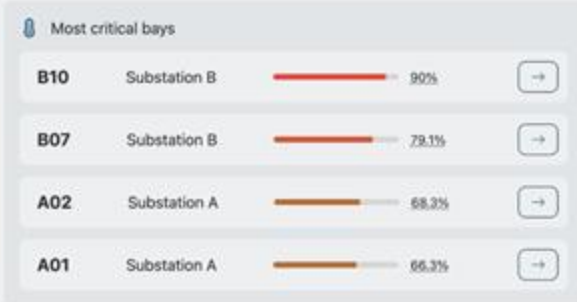 Most critical bays
B10 Substation B 90%
B07 Substation B 79.1%
A02 Substation A 68.3%
A01 Substation A 66.3%